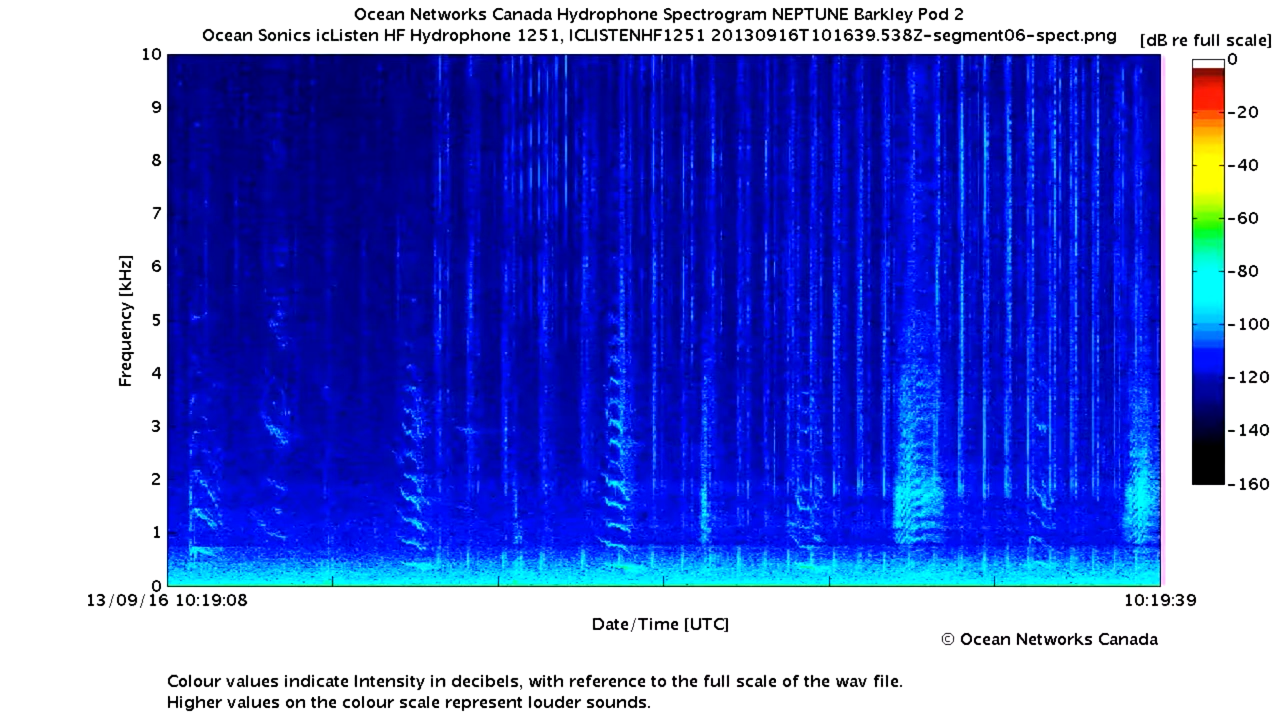 Ocean Networks Canada Hydrophone Spectrogram NEPTUNE Barkley Pod 2
Ocean Sonics icListen HF Hydrophone 1251, ICLISTENHF1251 20130916T101639.538Z-segment06-spect.png
[dB re full scale]
10
9
8
7
6
5
4
3
2
1
0
Frequency [kHz]
0
-20
-40
-60
-80
-100
-120
-140
-160
13/09/16 10:19:08
10:19:39
Date/Time [UTC]
© Ocean Networks Canada
Colour values indicate Intensity in decibels, with reference to the full scale of the wav file.
Higher values on the colour scale represent louder sounds.